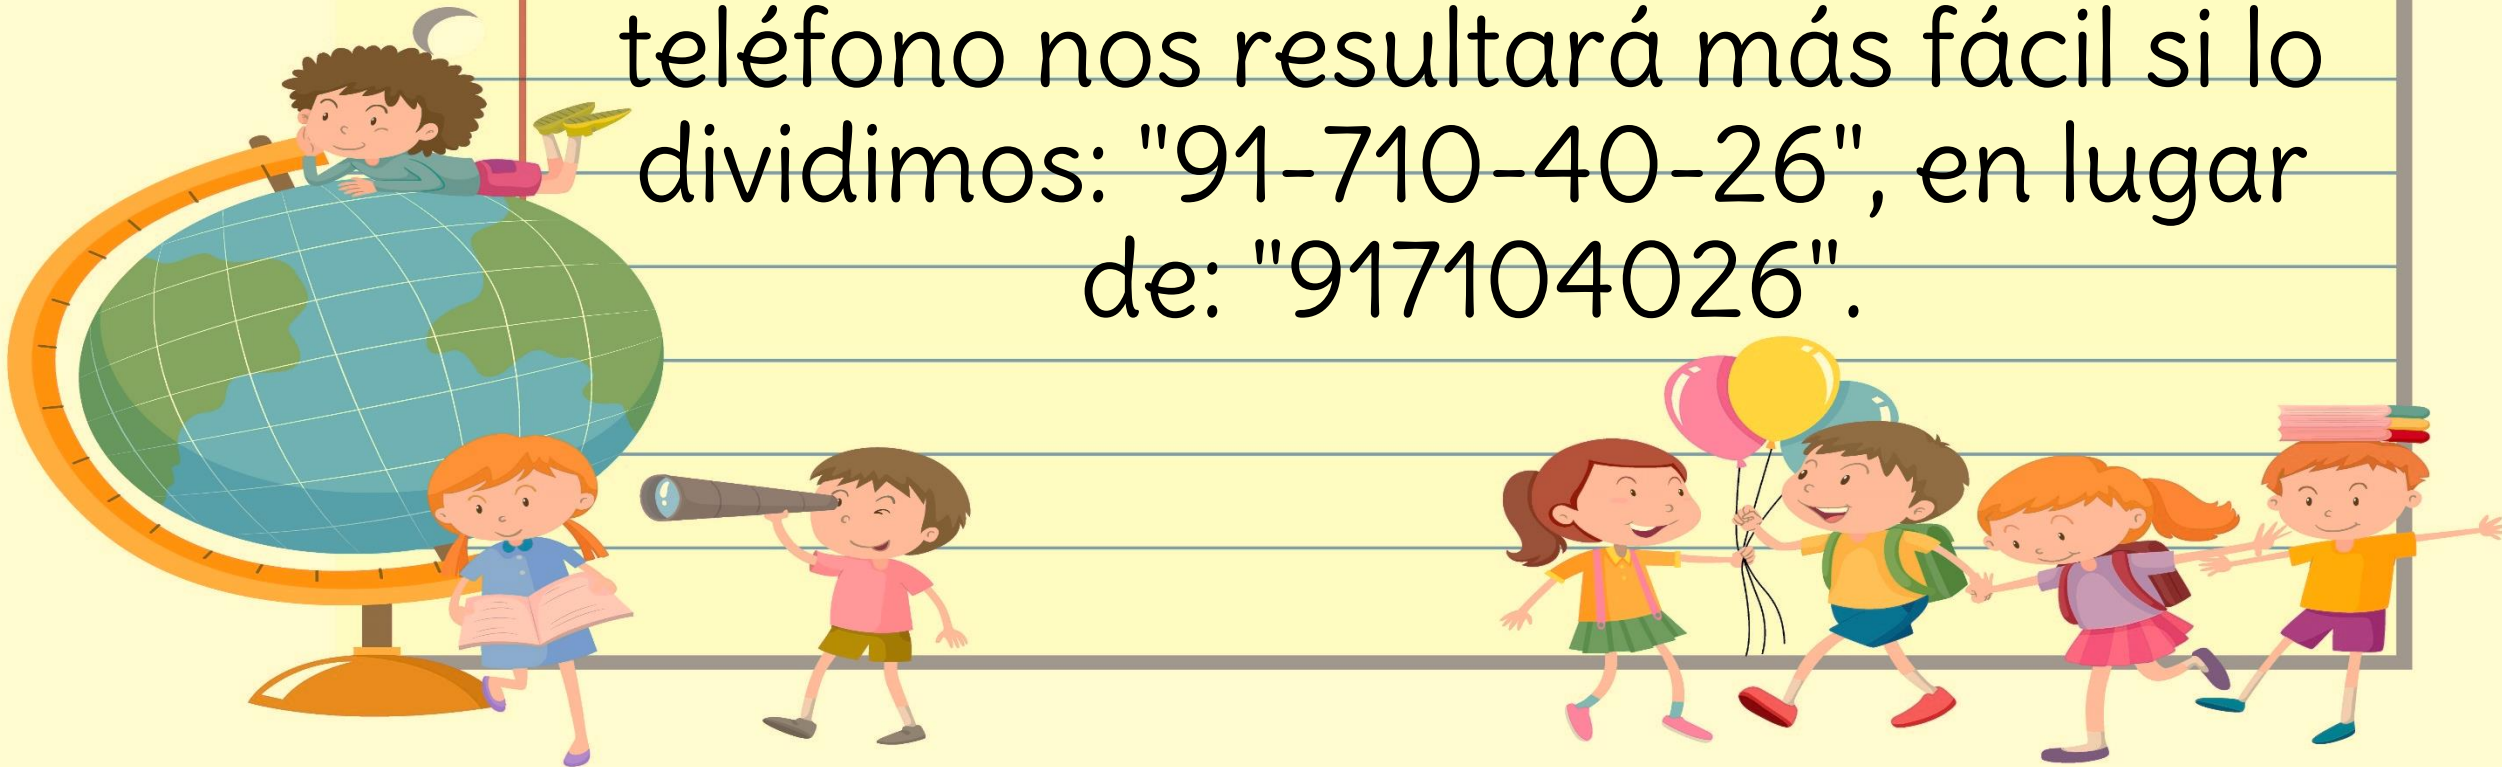 teléfono nos resultará más fácil si lo
dividimos: "91-710-40-26", en lugar
de: "917104026".